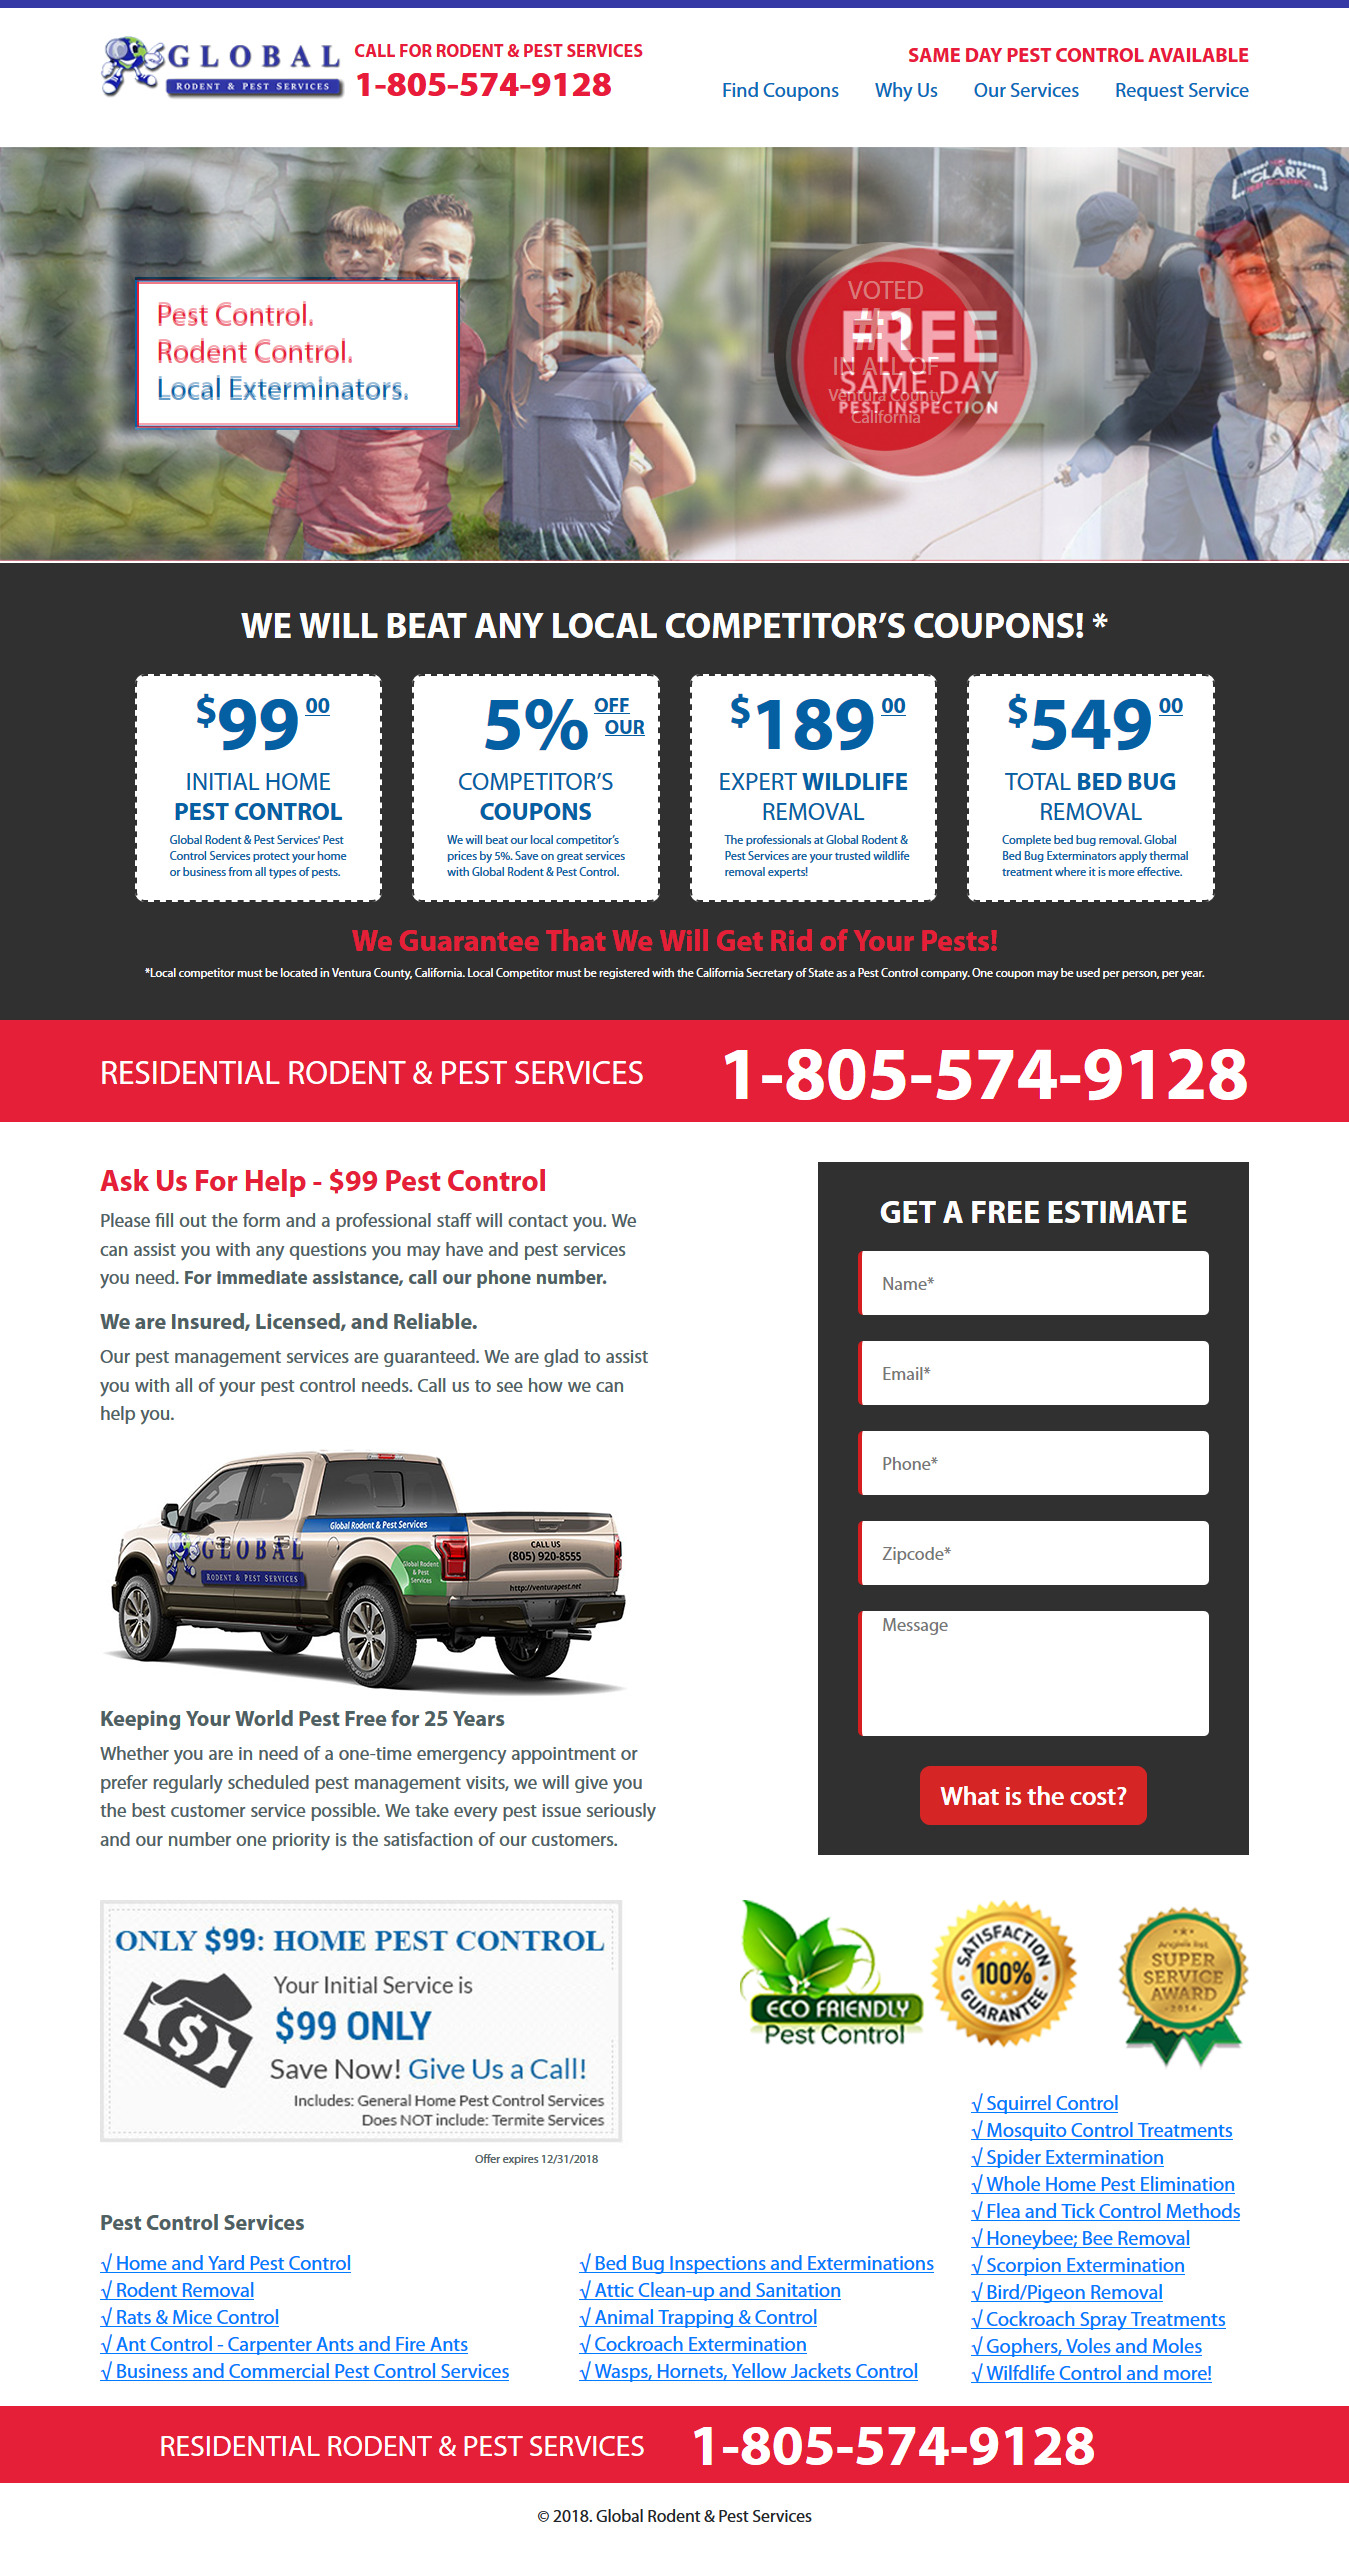 GLOBAL
RODENT & PEST SERVICES
CALL FOR RODENT & PEST SERVICES
1-805-574-9128
SAME DAY PEST CONTROL AVAILABLE
Find Coupons Why Us Our Services Request Service
CLARK
Pest Control.
Rodent Control.
Local Exterminators.
VOTED
#1
IN ALL OF
Ventura County
California
FREE
SAME DAY
PEST INSPECTION
WE WILL BEAT ANY LOCAL COMPETITOR'S COUPONS! *
$99 00
INITIAL HOME
PEST CONTROL
Global Rodent & Pest Services' Pest
Control Services protect your home
or business from all types of pests.
5% OFF
OUR
COMPETITOR'S
COUPONS
We will beat our local competitor's
prices by 5%. Save on great services
with Global Rodent & Pest Control.
$189 00
EXPERT WILDLIFE
REMOVAL
The professionals at Global Rodent &
Pest Services are your trusted wildlife
removal experts!
$549 00
TOTAL BED BUG
REMOVAL
Complete bed bug removal. Global
Bed Bug Exterminators apply thermal
treatment where it is more effective.
We Guarantee That We Will Get Rid of Your Pests!
*Local competitor must be located in Ventura County, California. Local Competitor must be registered with the California Secretary of State as a Pest Control company. One coupon may be used per person, per year.
RESIDENTIAL RODENT & PEST SERVICES 1-805-574-9128
Ask Us For Help - $99 Pest Control
Please fill out the form and a professional staff will contact you. We
can assist you with any questions you may have and pest services
you need. For Immediate assistance, call our phone number.
We are Insured, Licensed, and Reliable.
Our pest management services are guaranteed. We are glad to assist
you with all of your pest control needs. Call us to see how we can
help you.
Global Rodent & Pest Services
GLOBAL
RODENT & PEST SERVICES
Global Rodent
& Pest
Services
CALL US
(805) 920-8555
http://venturapest.net
Keeping Your World Pest Free for 25 Years
Whether you are in need of a one-time emergency appointment or
prefer regularly scheduled pest management visits, we will give you
the best customer service possible. We take every pest issue seriously
and our number one priority is the satisfaction of our customers.
GET A FREE ESTIMATE
Name*
Email*
Phone*
Zipcode*
Message
What is the cost?
ONLY $99: HOME PEST CONTROL
Your Initial Service is
$99 ONLY
Save Now! Give Us a Call!
Includes: General Home Pest Control Services
Does NOT include: Termite Services
Offer expires 12/31/2018
ECO FRIENDLY
Pest Control
SATISFACTION
100%
GUARANTEE
Angie's list
SUPER
SERVICE
AWARD
- 2014 -
Pest Control Services
√ Home and Yard Pest Control
√ Rodent Removal
√ Rats & Mice Control
√ Ant Control - Carpenter Ants and Fire Ants
√ Business and Commercial Pest Control Services
√ Bed Bug Inspections and Exterminations
√ Attic Clean-up and Sanitation
√ Animal Trapping & Control
√ Cockroach Extermination
√ Wasps, Hornets, Yellow Jackets Control
√ Squirrel Control
√ Mosquito Control Treatments
√ Spider Extermination
√ Whole Home Pest Elimination
√ Flea and Tick Control Methods
√ Honeybee; Bee Removal
√ Scorpion Extermination
√ Bird/Pigeon Removal
√ Cockroach Spray Treatments
√ Gophers, Voles and Moles
√ Wilfdlife Control and more!
RESIDENTIAL RODENT & PEST SERVICES 1-805-574-9128
© 2018. Global Rodent & Pest Services